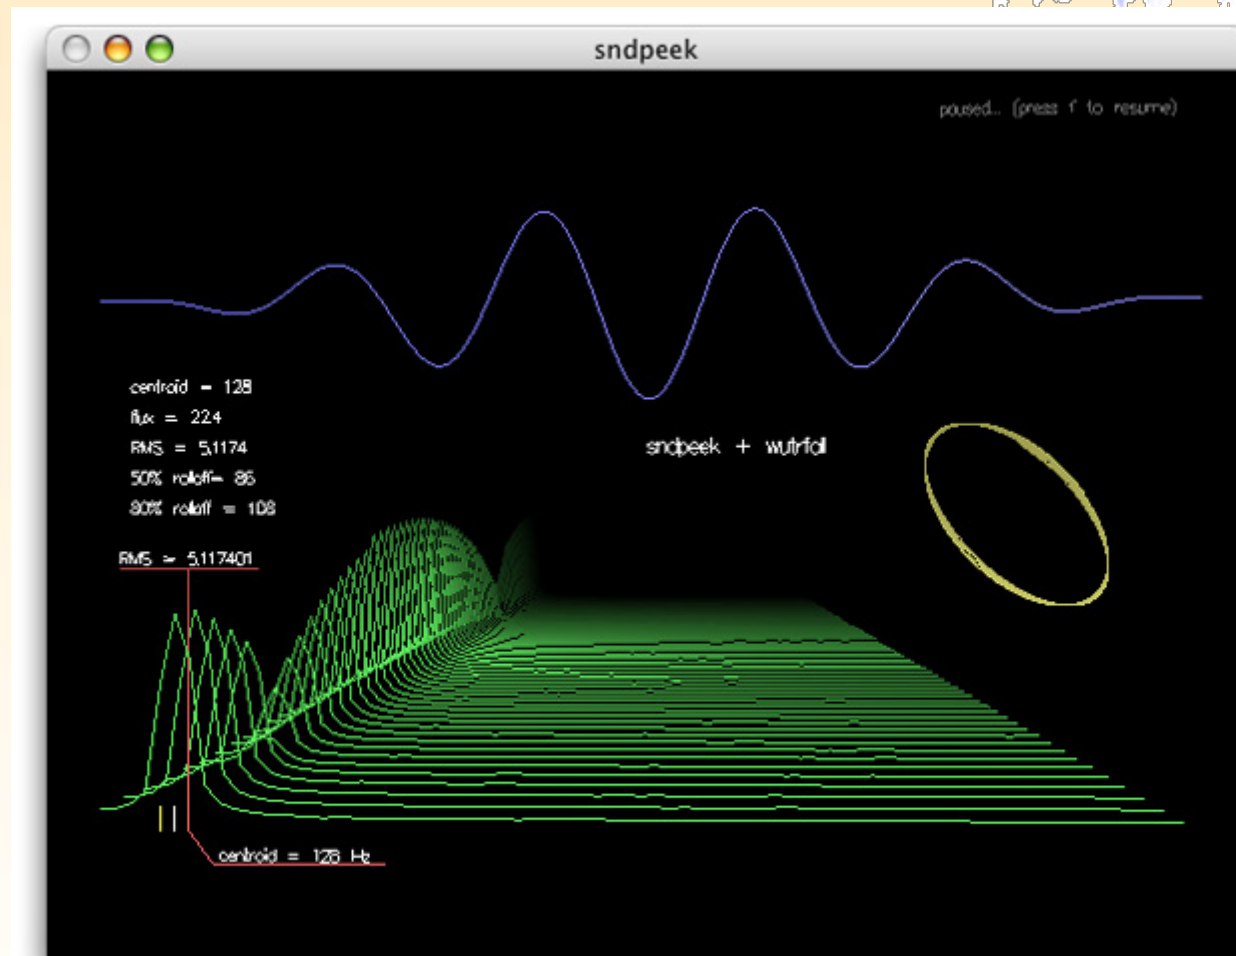 sndpeek
paused... (press f to resume)
centroid = 128
flux = 224
RMS = 5.1174
50% rolloff= 86
80% rolloff = 108
sndpeek + wutrfall
RMS = 5.117401
centroid = 128 Hz